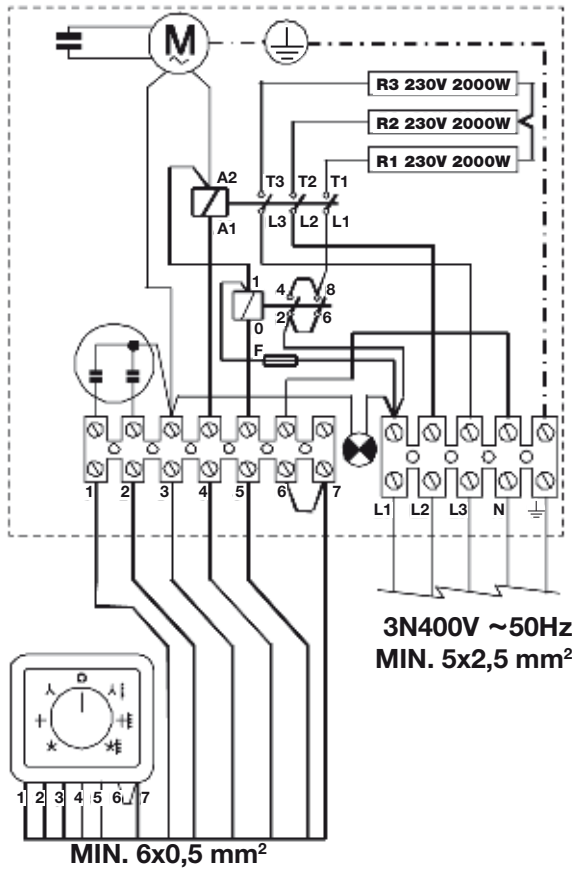 M
~
R3 230V 2000W
R2 230V 2000W
R1 230V 2000W
A2 T3 T2 T1
A1 L3 L2 L1
1 4 8
0 2 6
F
1 2 3 4 5 6 7
L1 L2 L3 N
3N400V ~50Hz
MIN. 5x2,5 mm²
0
1 2 3 4 5 6 7
MIN. 6x0,5 mm²